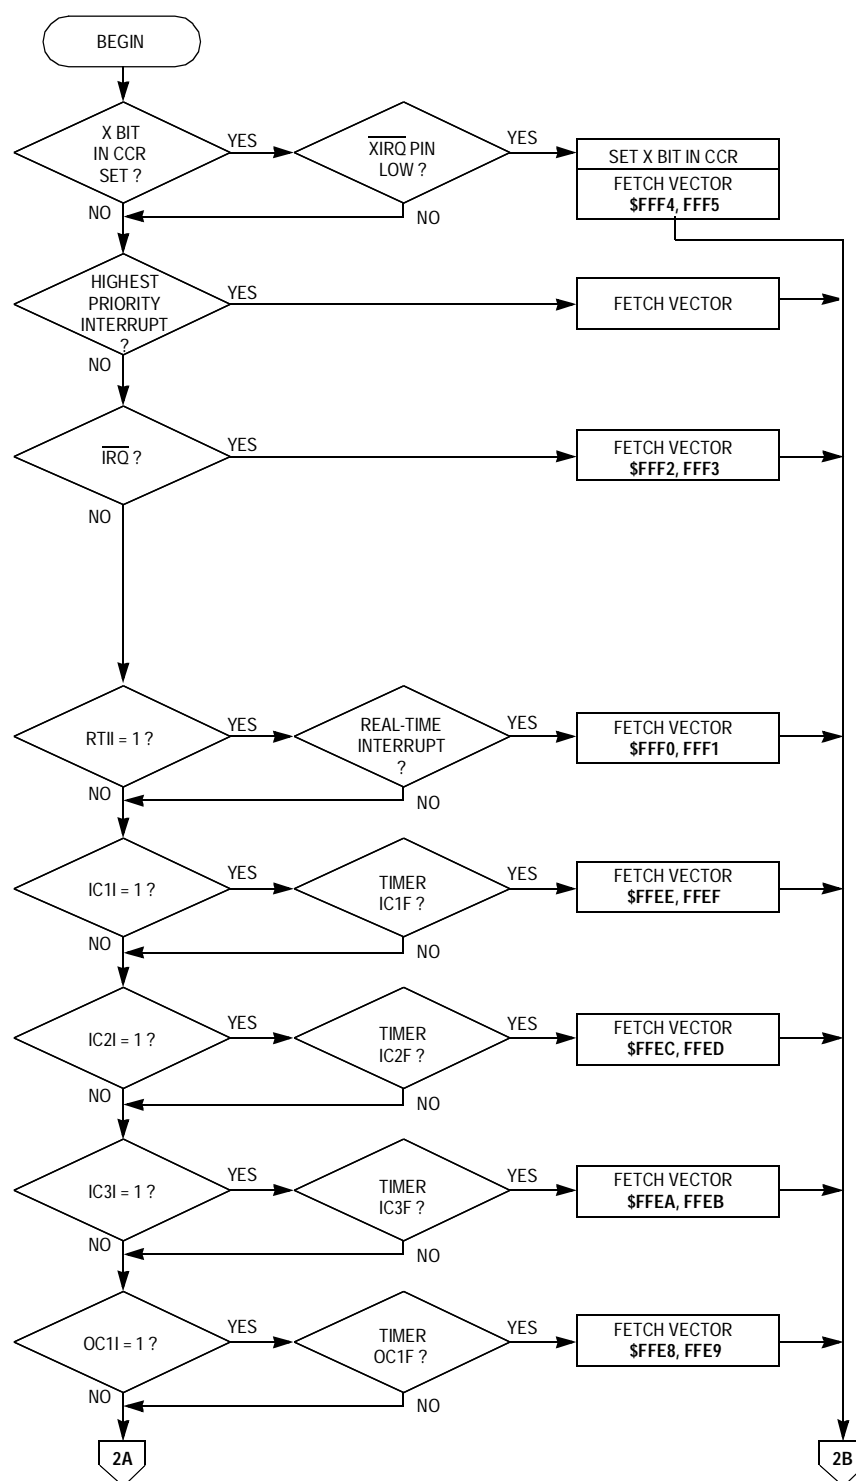 BEGIN
X BIT
IN CCR
SET ?
YES
NO
XIRQ PIN
LOW ?
YES
NO
SET X BIT IN CCR
FETCH VECTOR
$FFF4, FFF5
HIGHEST
PRIORITY
INTERRUPT
?
YES
NO
FETCH VECTOR
IRQ ?
YES
NO
FETCH VECTOR
$FFF2, FFF3
RTII = 1 ?
YES
NO
REAL-TIME
INTERRUPT
?
YES
NO
FETCH VECTOR
$FFF0, FFF1
IC1I = 1 ?
YES
NO
TIMER
IC1F ?
YES
NO
FETCH VECTOR
$FFEE, FFEF
IC2I = 1 ?
YES
NO
TIMER
IC2F ?
YES
NO
FETCH VECTOR
$FFEC, FFED
IC3I = 1 ?
YES
NO
TIMER
IC3F ?
YES
NO
FETCH VECTOR
$FFEA, FFEB
OC1I = 1 ?
YES
NO
TIMER
OC1F ?
YES
NO
FETCH VECTOR
$FFE8, FFE9
2A
2B